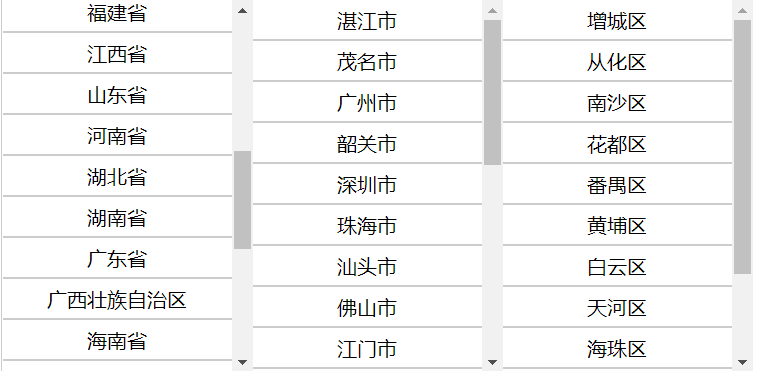 福建省
江西省
山东省
河南省
湖北省
湖南省
广东省
广西壮族自治区
海南省
湛江市
茂名市
广州市
韶关市
深圳市
珠海市
汕头市
佛山市
江门市
增城区
从化区
南沙区
花都区
番禺区
黄埔区
白云区
天河区
海珠区